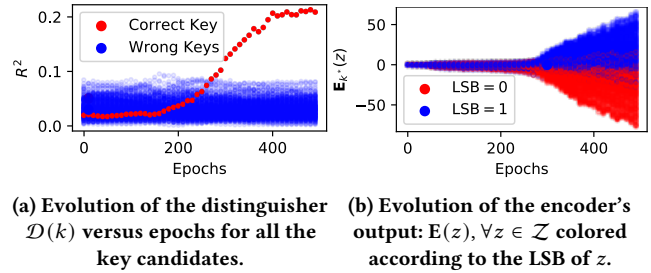 0.2
0.1
0.0
R²
Correct Key
Wrong Keys
0
200
400
Epochs
50
0
−50
E_{k*}(z)
LSB = 0
LSB = 1
0
200
400
Epochs
(a) Evolution of the distinguisher
𝒟(k) versus epochs for all the
key candidates.
(b) Evolution of the encoder's
output: E(z), ∀z ∈ 𝒵 colored
according to the LSB of z.